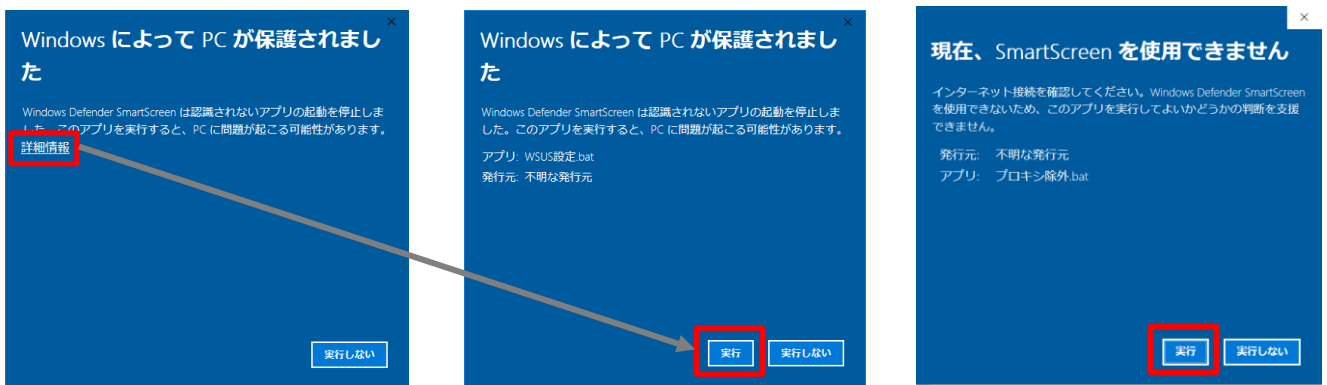 Windows によって PC が保護されまし
た
Windows Defender SmartScreen は認識されないアプリの起動を停止しま
した。このアプリを実行すると、PC に問題が起こる可能性があります。
詳細情報
実行しない
Windows によって PC が保護されまし
た
Windows Defender SmartScreen は認識されないアプリの起動を停止しま
した。このアプリを実行すると、PC に問題が起こる可能性があります。
アプリ: WSUS設定.bat
発行元: 不明な発行元
実行 実行しない
現在、SmartScreen を使用できません
インターネット接続を確認してください。Windows Defender SmartScreen
を使用できないため、このアプリを実行してよいかどうかの判断を支援
できません。
発行元: 不明な発行元
アプリ: プロキシ除外.bat
実行 実行しない